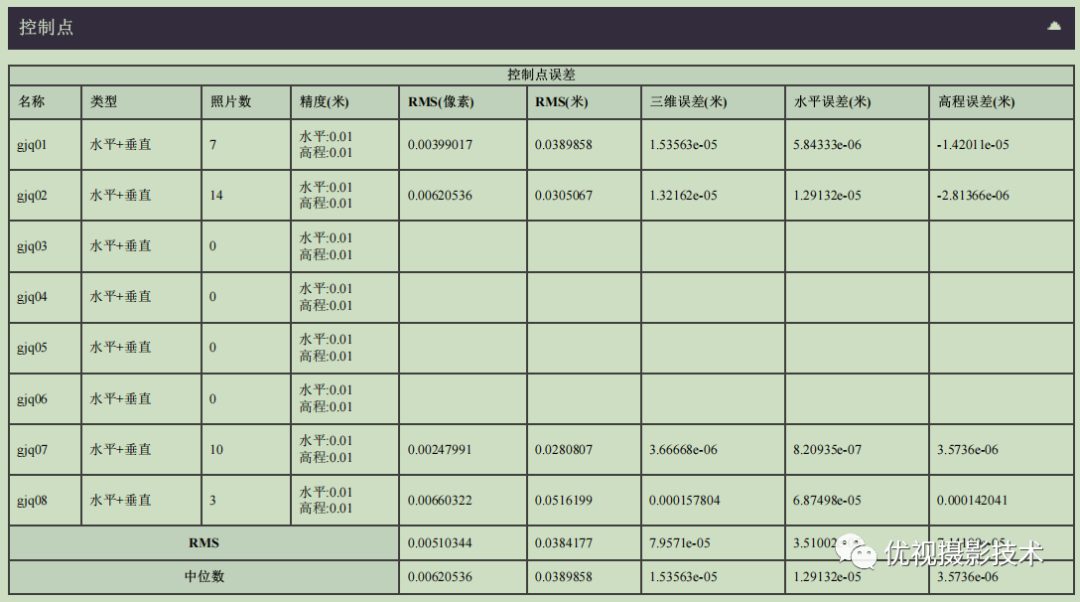 控制点
控制点误差
名称 类型 照片数 精度(米) RMS(像素) RMS(米) 三维误差(米) 水平误差(米) 高程误差(米)
gjq01 水平+垂直 7 水平:0.01 高程:0.01 0.00399017 0.0389858 1.53563e-05 5.84333e-06 -1.42011e-05
gjq02 水平+垂直 14 水平:0.01 高程:0.01 0.00620536 0.0305067 1.32162e-05 1.29132e-05 -2.81366e-06
gjq03 水平+垂直 0 水平:0.01 高程:0.01
gjq04 水平+垂直 0 水平:0.01 高程:0.01
gjq05 水平+垂直 0 水平:0.01 高程:0.01
gjq06 水平+垂直 0 水平:0.01 高程:0.01
gjq07 水平+垂直 10 水平:0.01 高程:0.01 0.00247991 0.0280807 3.66668e-06 8.20935e-07 3.5736e-06
gjq08 水平+垂直 3 水平:0.01 高程:0.01 0.00660322 0.0516199 0.000157804 6.87498e-05 0.000142041
RMS 0.00510344 0.0384177 7.9571e-05
中位数 0.00620536 0.0389858 1.53563e-05 1.29132e-05 3.5736e-06
优视摄影技术